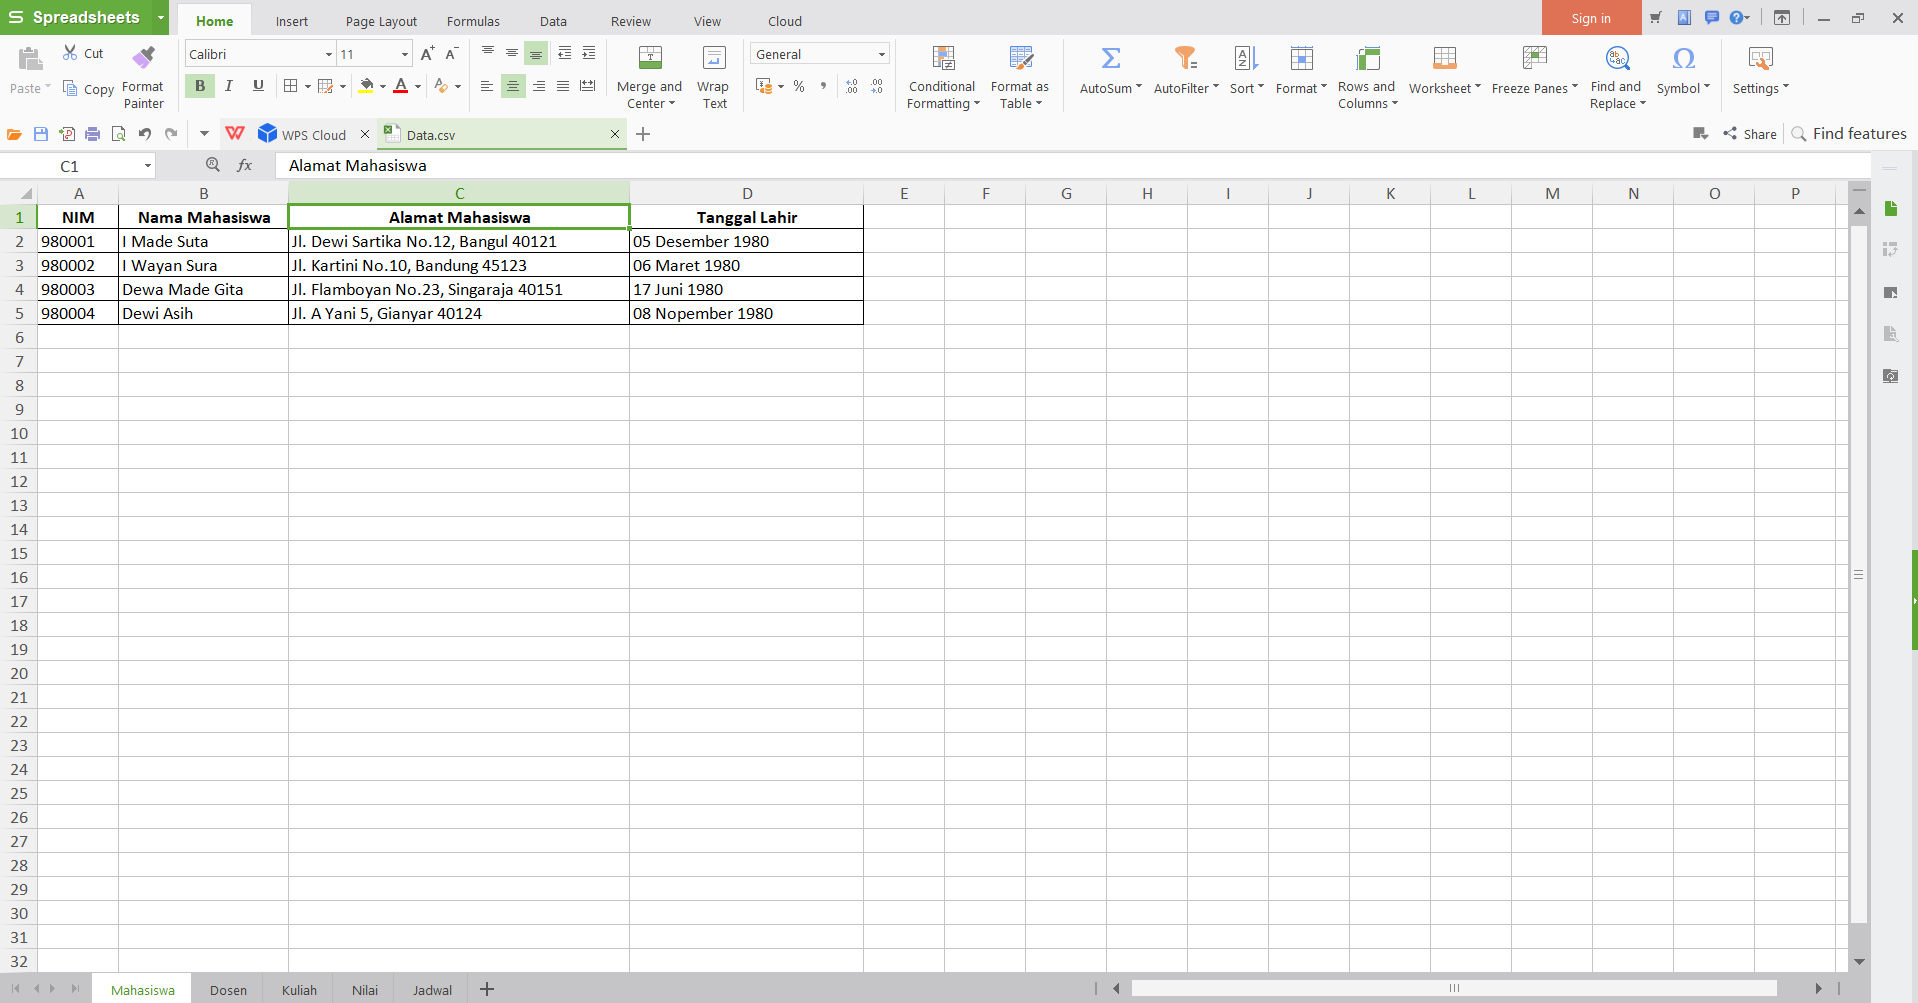 S Spreadsheets Home Insert Page Layout Formulas Data Review View Cloud Sign in
Cut Calibri 11 General
Paste Copy Format Painter B I U Merge and Center Wrap Text % Conditional Formatting Format as Table AutoSum AutoFilter Sort Format Rows and Columns Worksheet Freeze Panes Find and Replace Symbol Settings
WPS Cloud Data.csv Share Find features
C1 fx Alamat Mahasiswa
A B C D E F G H I J K L M N O P
1 NIM Nama Mahasiswa Alamat Mahasiswa Tanggal Lahir
2 980001 I Made Suta Jl. Dewi Sartika No.12, Bangul 40121 05 Desember 1980
3 980002 I Wayan Sura Jl. Kartini No.10, Bandung 45123 06 Maret 1980
4 980003 Dewa Made Gita Jl. Flamboyan No.23, Singaraja 40151 17 Juni 1980
5 980004 Dewi Asih Jl. A Yani 5, Gianyar 40124 08 Nopember 1980
6
7
8
9
10
11
12
13
14
15
16
17
18
19
20
21
22
23
24
25
26
27
28
29
30
31
32
Mahasiswa Dosen Kuliah Nilai Jadwal